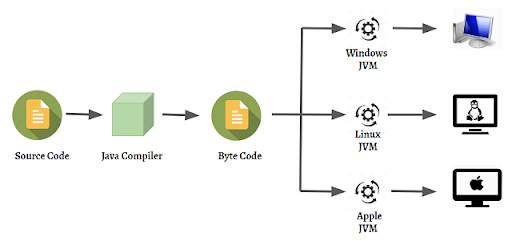 Windows
JVM
Source Code
Java Compiler
Byte Code
Linux
JVM
Apple
JVM